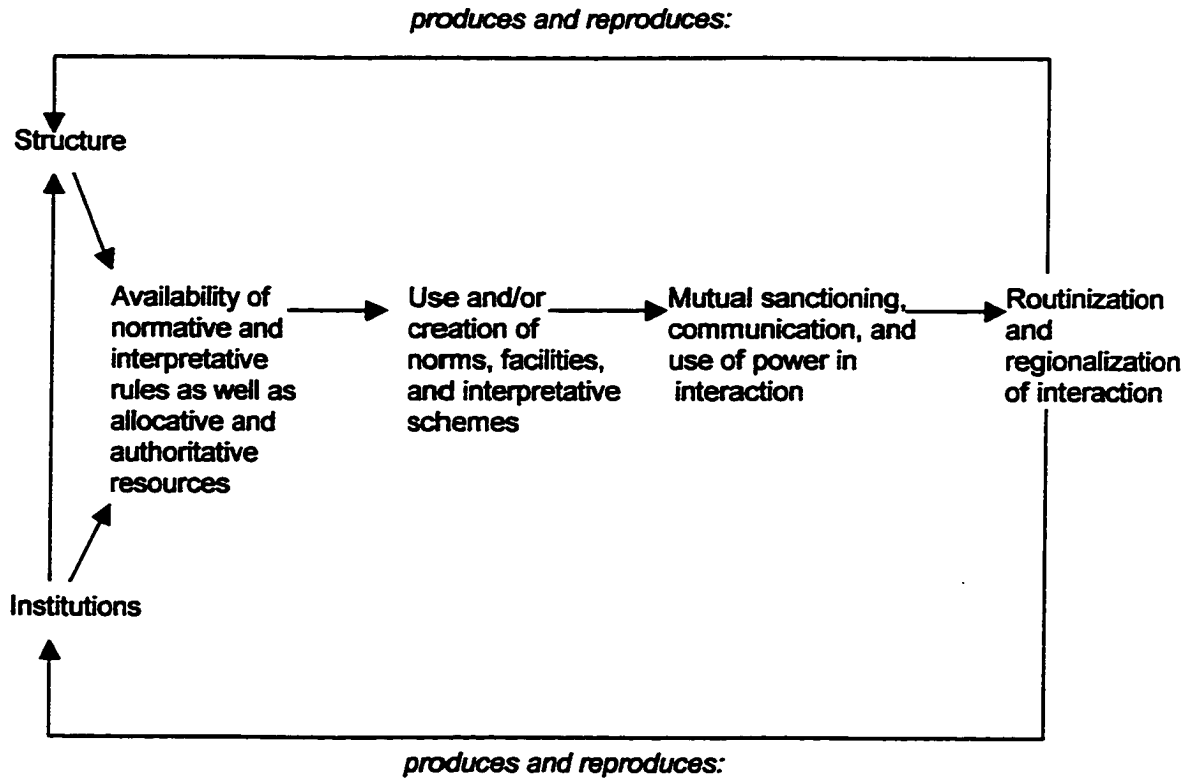 produces and reproduces:
Structure
Availability of
normative and
interpretative
rules as well as
allocative and
authoritative
resources
Use and/or
creation of
norms, facilities,
and interpretative
schemes
Mutual sanctioning,
communication, and
use of power in
interaction
Routinization
and
regionalization
of interaction
Institutions
produces and reproduces: